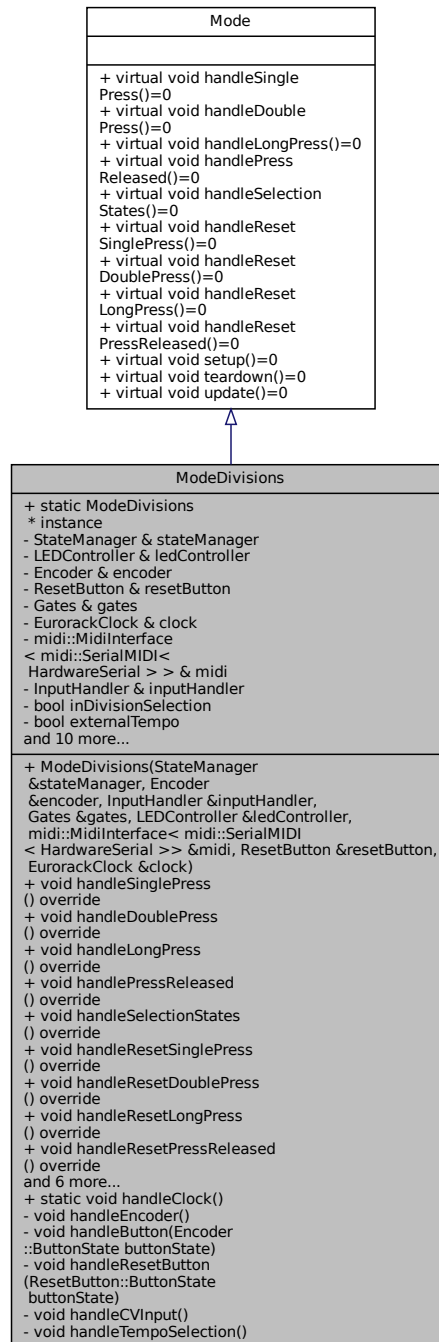 Mode
+ virtual void handleSingle
Press()=0
+ virtual void handleDouble
Press()=0
+ virtual void handleLongPress()=0
+ virtual void handlePress
Released()=0
+ virtual void handleSelection
States()=0
+ virtual void handleReset
SinglePress()=0
+ virtual void handleReset
DoublePress()=0
+ virtual void handleReset
LongPress()=0
+ virtual void handleReset
PressReleased()=0
+ virtual void setup()=0
+ virtual void teardown()=0
+ virtual void update()=0
ModeDivisions
+ static ModeDivisions
* instance
- StateManager & stateManager
- LEDController & ledController
- Encoder & encoder
- ResetButton & resetButton
- Gates & gates
- EurorackClock & clock
- midi::MidiInterface
< midi::SerialMIDI<
HardwareSerial > > & midi
- InputHandler & inputHandler
- bool inDivisionSelection
- bool externalTempo
and 10 more...
+ ModeDivisions(StateManager
&stateManager, Encoder
&encoder, InputHandler &inputHandler,
Gates &gates, LEDController &ledController,
midi::MidiInterface< midi::SerialMIDI
< HardwareSerial >> &midi, ResetButton &resetButton,
EurorackClock &clock)
+ void handleSinglePress
() override
+ void handleDoublePress
() override
+ void handleLongPress
() override
+ void handlePressReleased
() override
+ void handleSelectionStates
() override
+ void handleResetSinglePress
() override
+ void handleResetDoublePress
() override
+ void handleResetLongPress
() override
+ void handleResetPressReleased
() override
and 6 more...
+ static void handleClock()
- void handleEncoder()
- void handleButton(Encoder
::ButtonState buttonState)
- void handleResetButton
(ResetButton::ButtonState
buttonState)
- void handleCVInput()
- void handleTempoSelection()